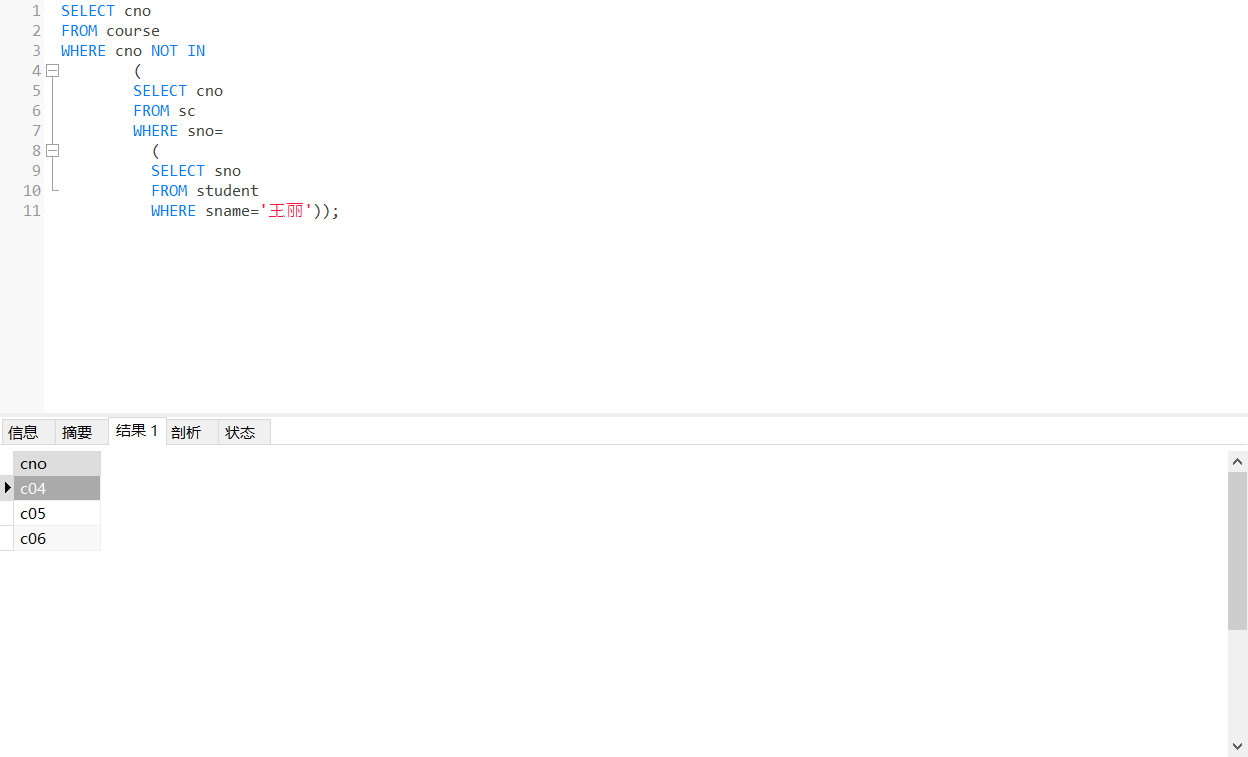 1 SELECT cno
2 FROM course
3 WHERE cno NOT IN
4 (
5 SELECT cno
6 FROM sc
7 WHERE sno=
8 (
9 SELECT sno
10 FROM student
11 WHERE sname='王丽'));
信息 摘要 结果 1 剖析 状态
cno
c04
c05
c06